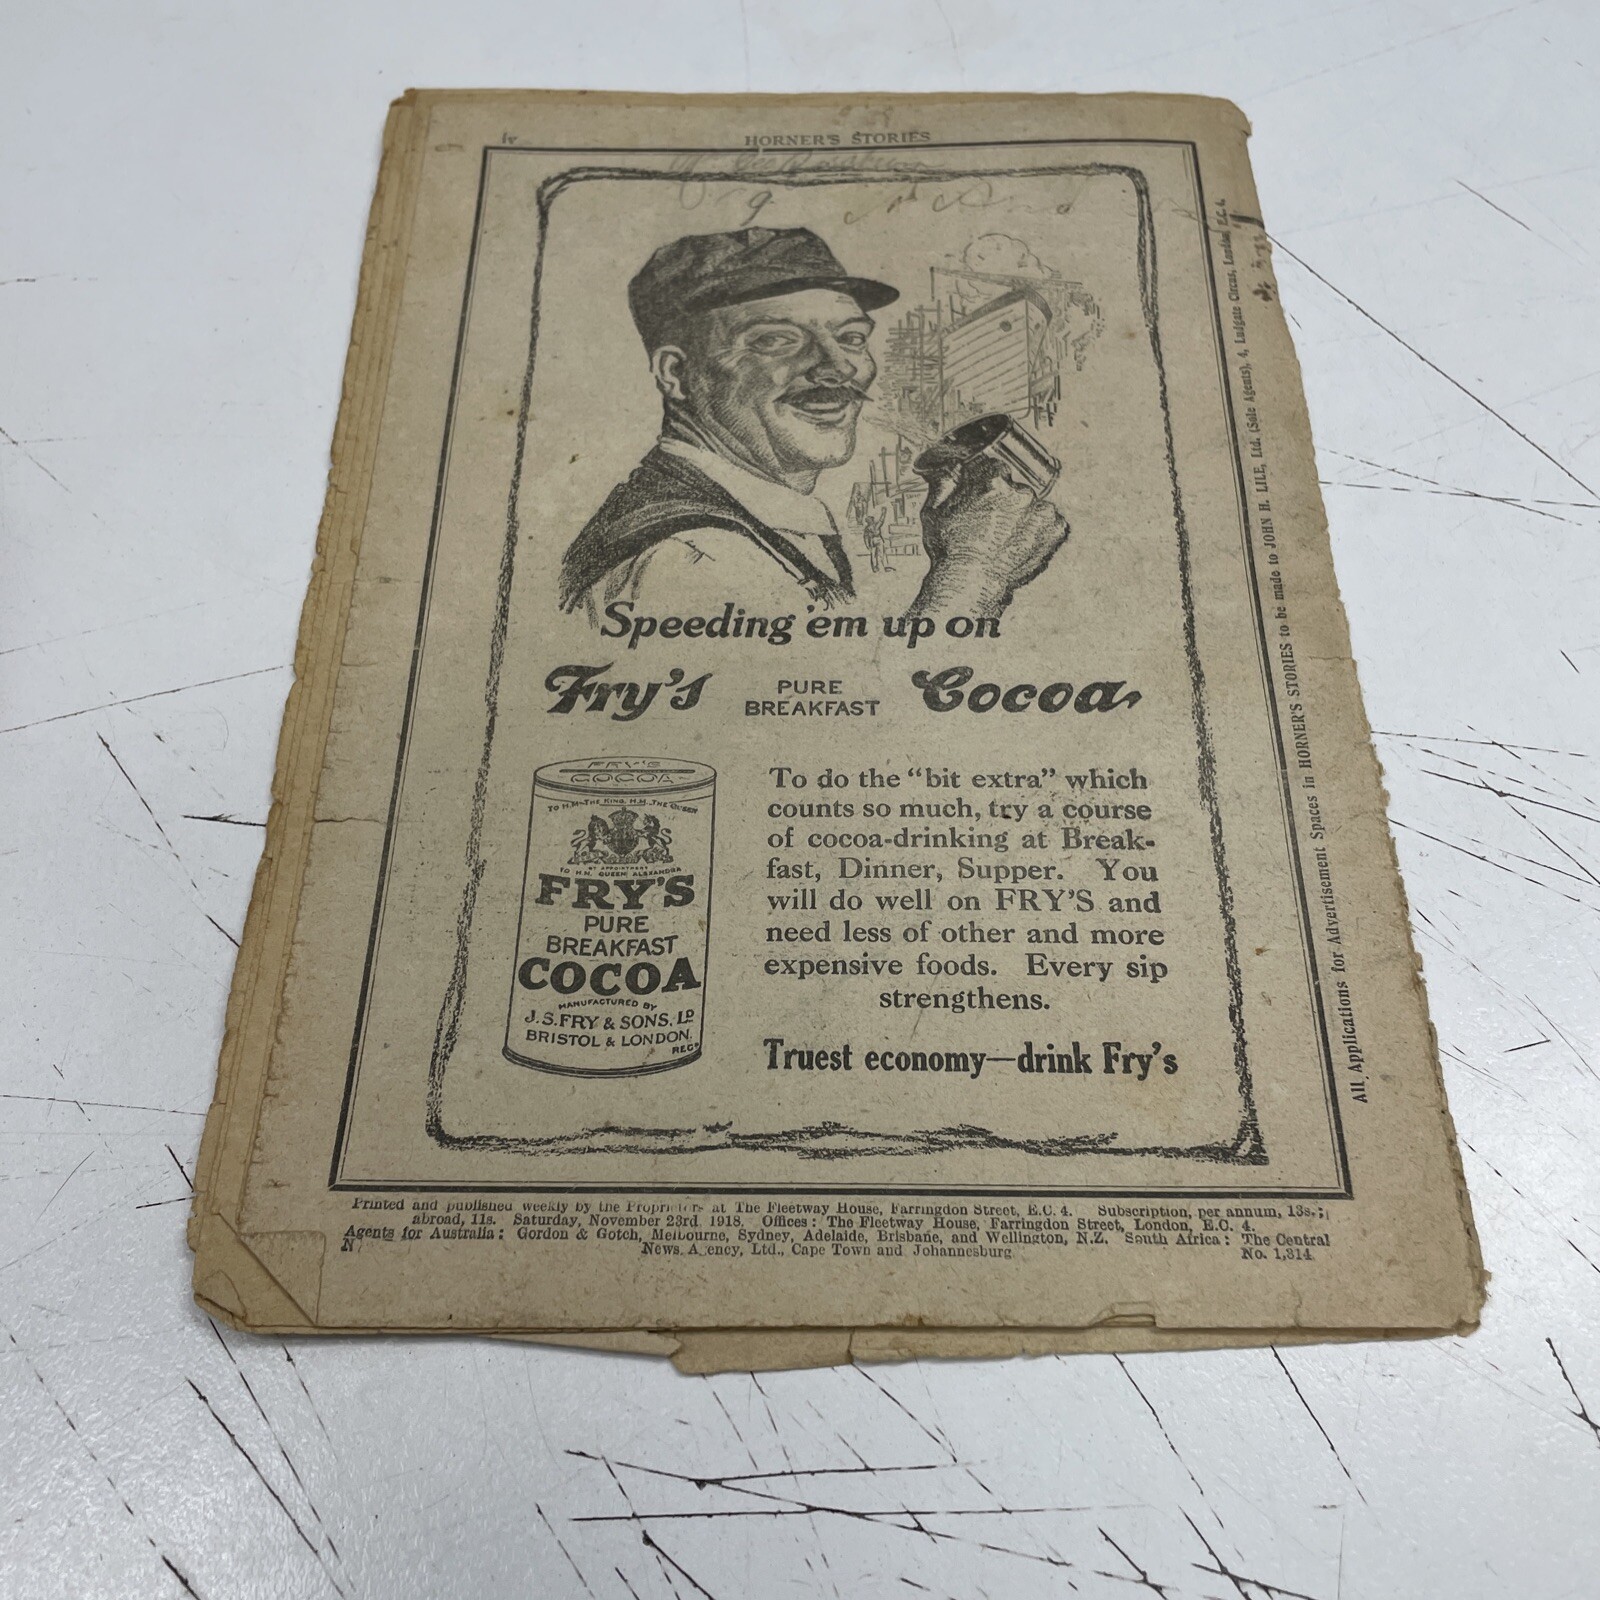 iv
HORNER'S STORIES
Speeding 'em up on
Fry's PURE BREAKFAST Cocoa
FRY'S
COCOA
TO H.M. THE KING, H.M. THE QUEEN
BY APPOINTMENT
TO H.M. QUEEN ALEXANDRA
FRY'S
PURE
BREAKFAST
COCOA
MANUFACTURED BY
J.S. FRY & SONS, LD
BRISTOL & LONDON.
REGD
To do the "bit extra" which
counts so much, try a course
of cocoa-drinking at Break-
fast, Dinner, Supper. You
will do well on FRY'S and
need less of other and more
expensive foods. Every sip
strengthens.
Truest economy—drink Fry's
All Applications for Advertisement Spaces in HORNER'S STORIES to be made to JOHN H. LILE, Ltd. (Sole Agents), 4, Ludgate Circus, London, E.C. 4.
Printed and published weekly by the Proprietors at The Fleetway House, Farringdon Street, E.C. 4. Subscription, per annum, 13s.;
abroad, 11s. Saturday, November 23rd, 1918. Offices: The Fleetway House, Farringdon Street, London, E.C. 4.
Agents for Australia: Gordon & Gotch, Melbourne, Sydney, Adelaide, Brisbane, and Wellington, N.Z. South Africa: The Central
N News Agency, Ltd., Cape Town and Johannesburg No. 1,314